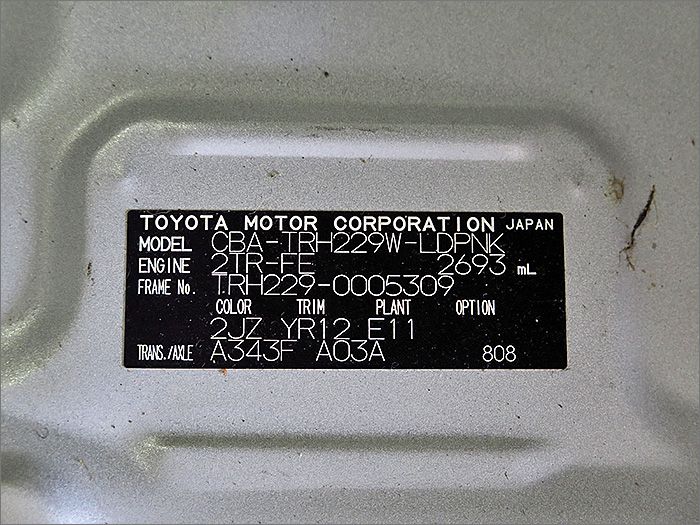 TOYOTA MOTOR CORPORATION JAPAN
MODEL CBA-TRH229W-LDPNK
ENGINE 2TR-FE 2693 mL
FRAME No. TRH229-0005309
COLOR TRIM PLANT OPTION
2JZ YR12 E11
TRANS./AXLE A343F A03A 808